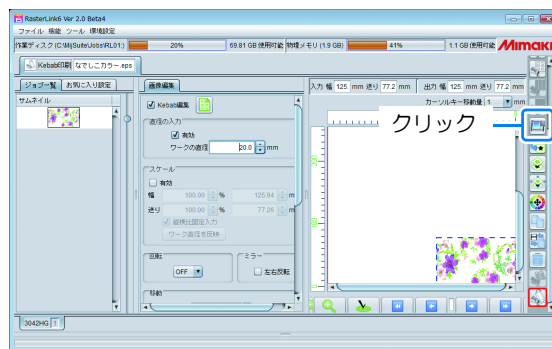 RasterLink6 Ver 2.0 Beta4
ファイル 機能 ツール 環境設定
作業ディスク (C:\MijSuite\Jobs\RL01:) 20% 69.81 GB 使用可能 物理メモリ (1.9 GB) 41% 1.1 GB 使用可能 Mimaki
Kebab印刷 なでしこカラー.eps
ジョブ一覧 お気に入り設定
サムネイル
画像編集
Kebab編集
直径の入力
有効
ワークの直径 20.0 mm
スケール
有効
幅 100.00 % 125.94 m
送り 100.00 % 77.26 m
縦横比固定入力
ワーク直径を反映
回転
OFF
ミラー
左右反転
移動
入力 幅 125. mm 送り 77.2 mm 出力 幅 125. mm 送り 77.2 mm
カーソルキー移動量 1 mm
クリック
200
100
0
3042HG 1